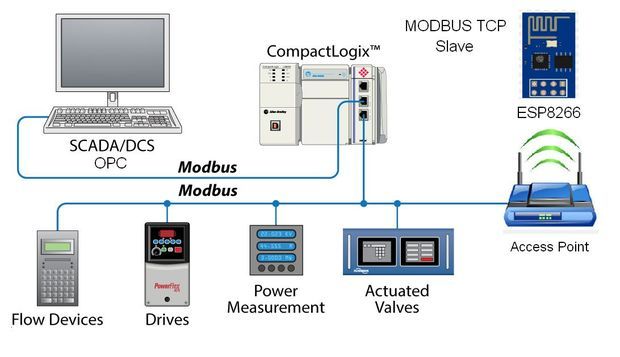 CompactLogix™
MODBUS TCP
Slave
ESP8266
SCADA/DCS
OPC
Modbus
Modbus
Access Point
PowerFlex
Flow Devices
Drives
Power
Measurement
Actuated
Valves